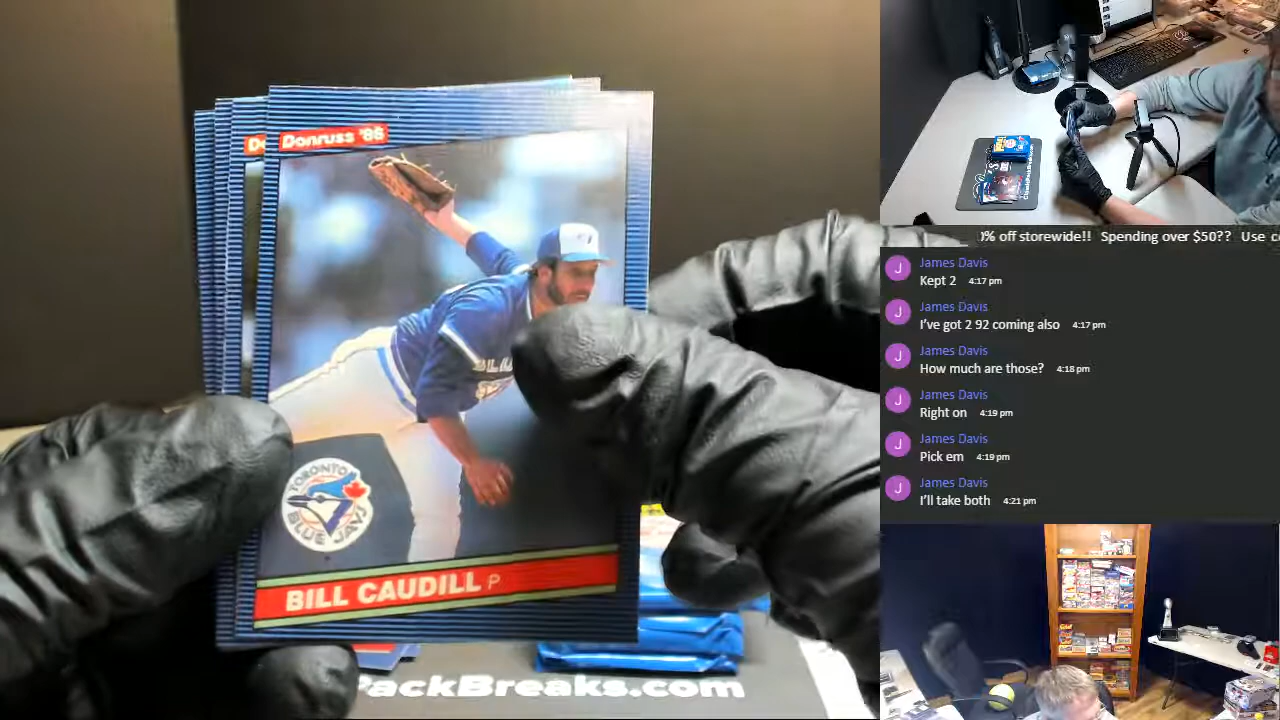 Donruss '86
TORONTO
BLUE JAYS
BILL CAUDILL P
PackBreaks.com
% off storewide!! Spending over $50?? Use
J
James Davis
Kept 2 4:17 pm
J
James Davis
I've got 2 92 coming also 4:17 pm
J
James Davis
How much are those? 4:18 pm
J
James Davis
Right on 4:19 pm
J
James Davis
Pick em 4:19 pm
J
James Davis
I'll take both 4:21 pm